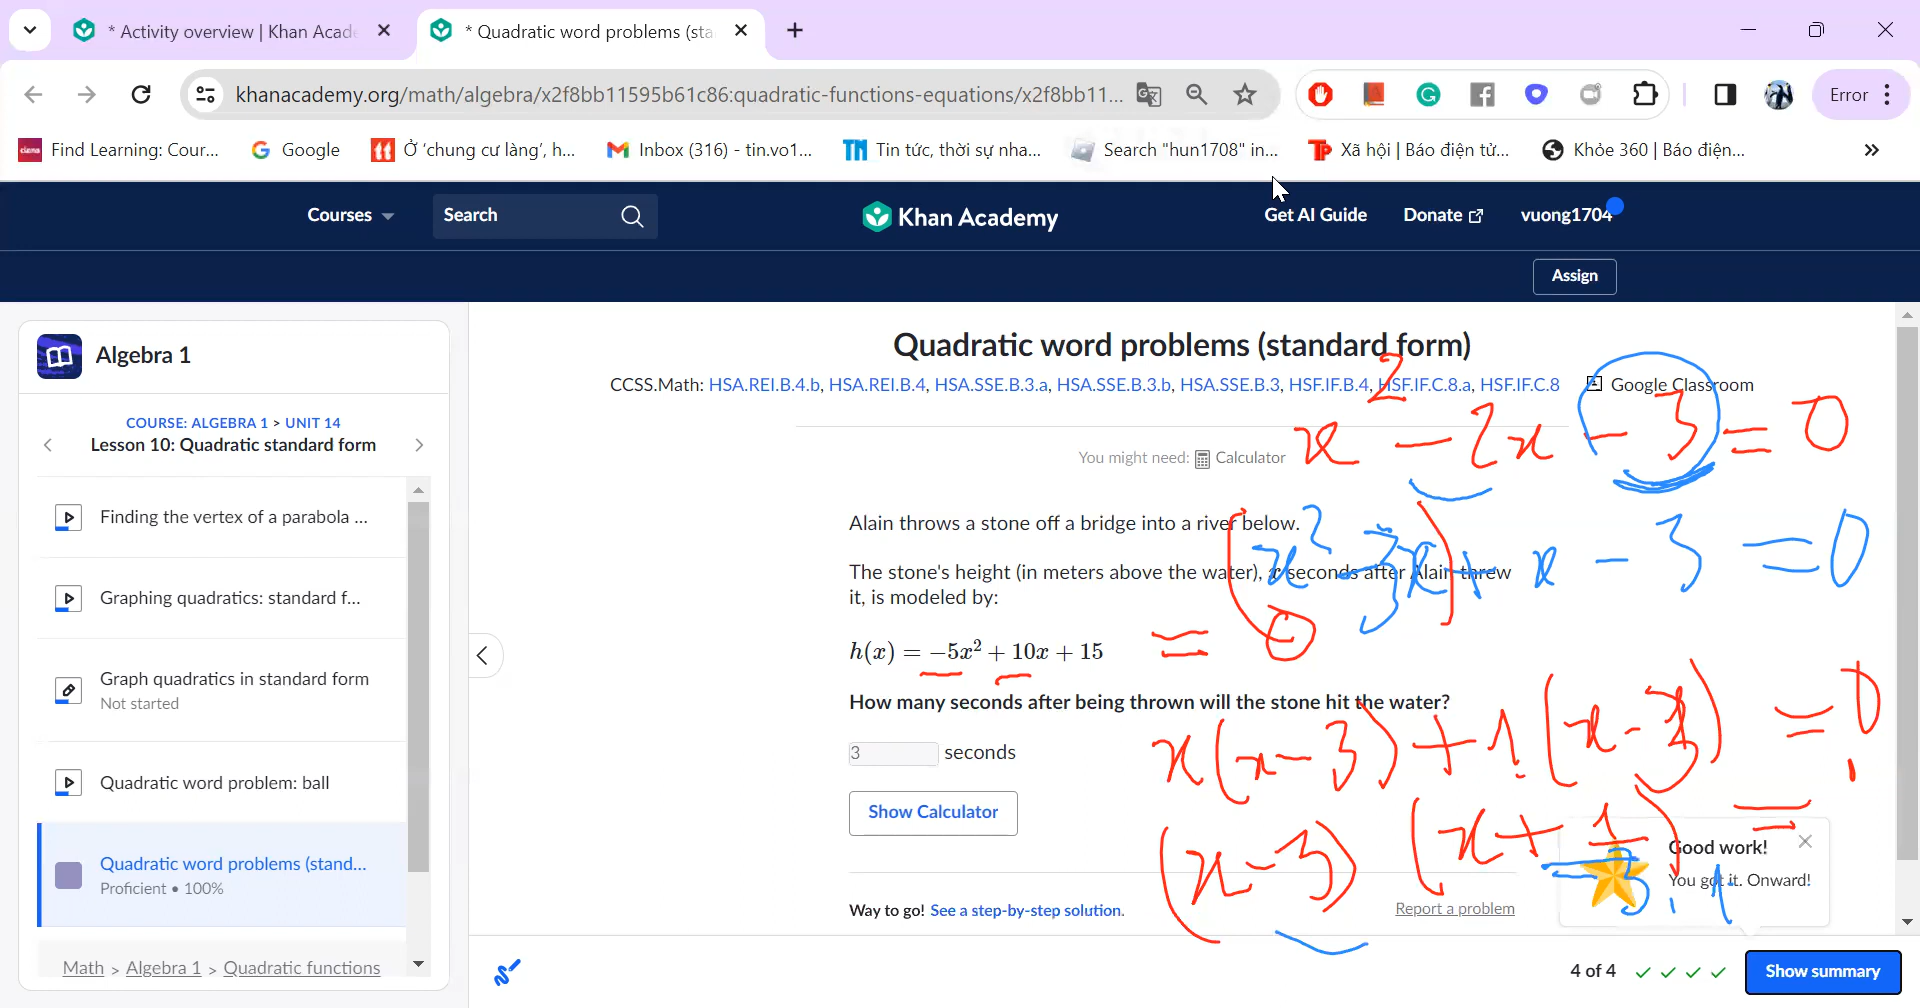 * Activity overview | Khan Acade
* Quadratic word problems (sta
khanacademy.org/math/algebra/x2f8bb11595b61c86:quadratic-functions-equations/x2f8bb11...
Error
Find Learning: Cour...
Google
Ở ‘chung cư làng’, h...
Inbox (316) - tin.vo1...
Tin tức, thời sự nha...
Search "hun1708" in...
Xã hội | Báo điện tử...
Khỏe 360 | Báo điện...
Courses
Search
Khan Academy
Get AI Guide
Donate
vuong1704
Assign
Algebra 1
COURSE: ALGEBRA 1 > UNIT 14
Lesson 10: Quadratic standard form
Finding the vertex of a parabola ...
Graphing quadratics: standard f...
Graph quadratics in standard form
Not started
Quadratic word problem: ball
Quadratic word problems (stand...
Proficient • 100%
Math > Algebra 1 > Quadratic functions
Quadratic word problems (standard form)
CCSS.Math: HSA.REI.B.4.b, HSA.REI.B.4, HSA.SSE.B.3.a, HSA.SSE.B.3.b, HSA.SSE.B.3, HSF.IF.B.4, HSF.IF.C.8.a, HSF.IF.C.8
Google Classroom
You might need: Calculator
x² - 2x - 3 = 0
Alain throws a stone off a bridge into a river below.
(x² - 3x) + x - 3 = 0
The stone's height (in meters above the water), x seconds after Alain threw
it, is modeled by:
h(x) = −5x² + 10x + 15
= 0
How many seconds after being thrown will the stone hit the water?
x(x - 3) + 1.(x - 3) = 0
3 seconds
Show Calculator
(x - 3) (x + 1) =
Good work!
You got it. Onward!
-3.1
Way to go! See a step-by-step solution.
Report a problem
4 of 4
Show summary